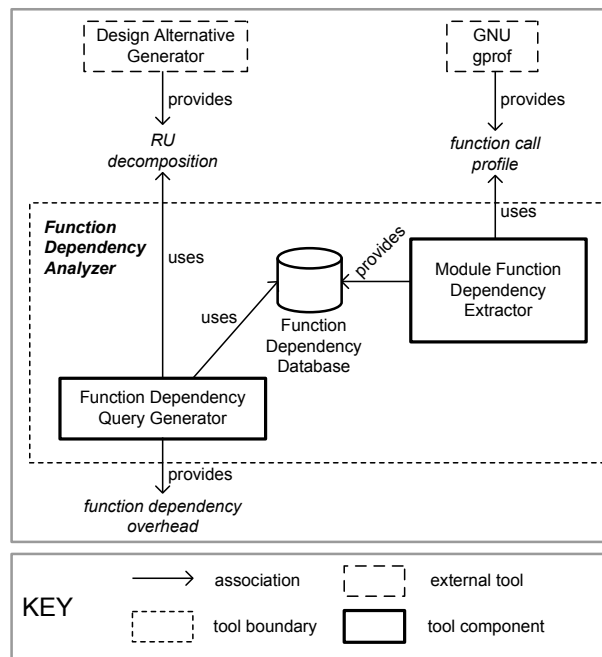 Design Alternative
Generator
GNU
gprof
provides
provides
RU
decomposition
function call
profile
Function
Dependency
Analyzer
uses
uses
provides
Module Function
Dependency
Extractor
uses
Function
Dependency
Database
Function Dependency
Query Generator
provides
function dependency
overhead
KEY
association
external tool
tool boundary
tool component